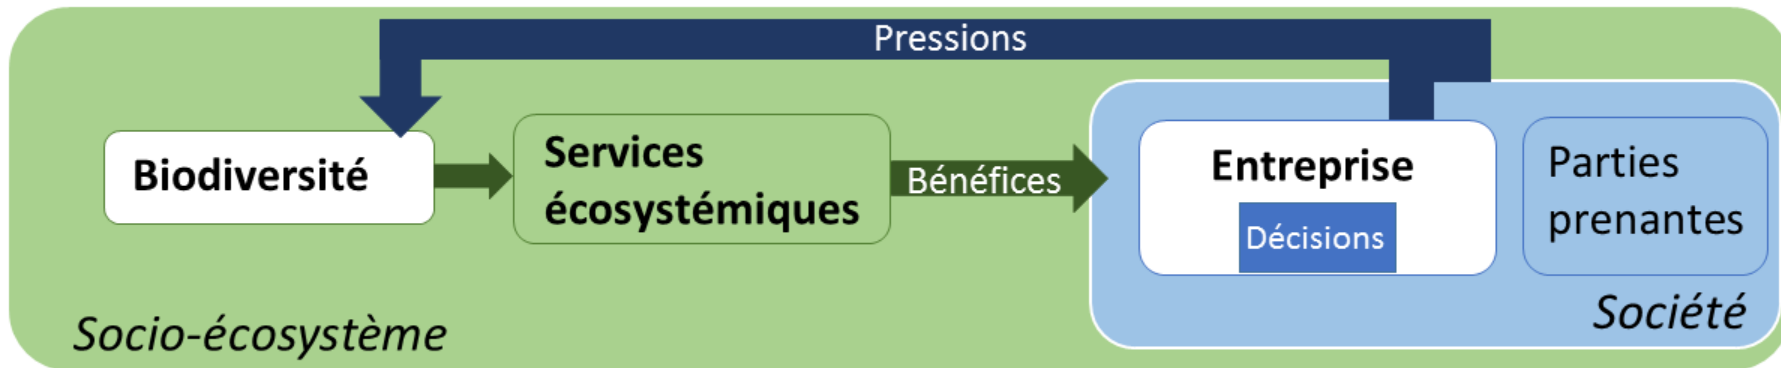 Pressions
Biodiversité
Services
écosystémiques
Bénéfices
Entreprise
Décisions
Parties
prenantes
Socio-écosystème
Société